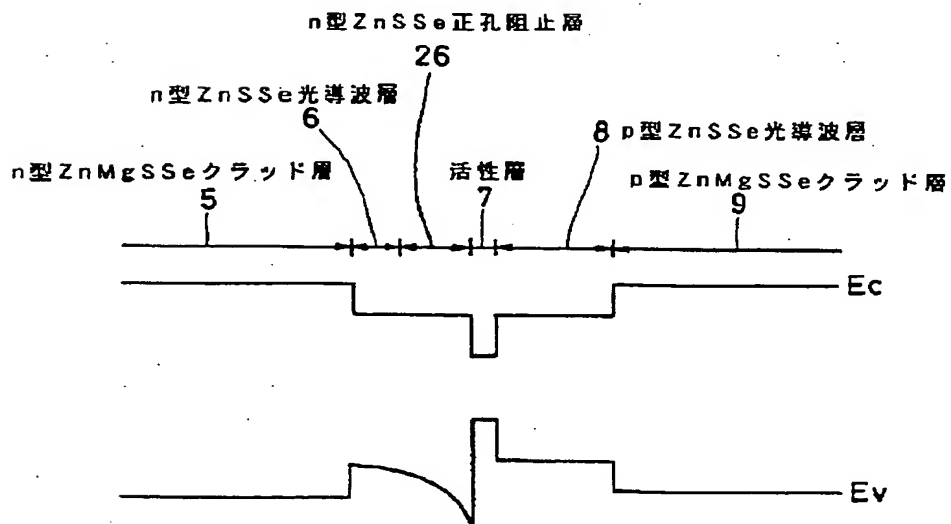 n型ZnSSe正孔阻止層
26
n型ZnSSe光導波層
6
8 p型ZnSSe光導波層
n型ZnMgSSeクラッド層
5
活性層
7
p型ZnMgSSeクラッド層
9
Ec
Ev